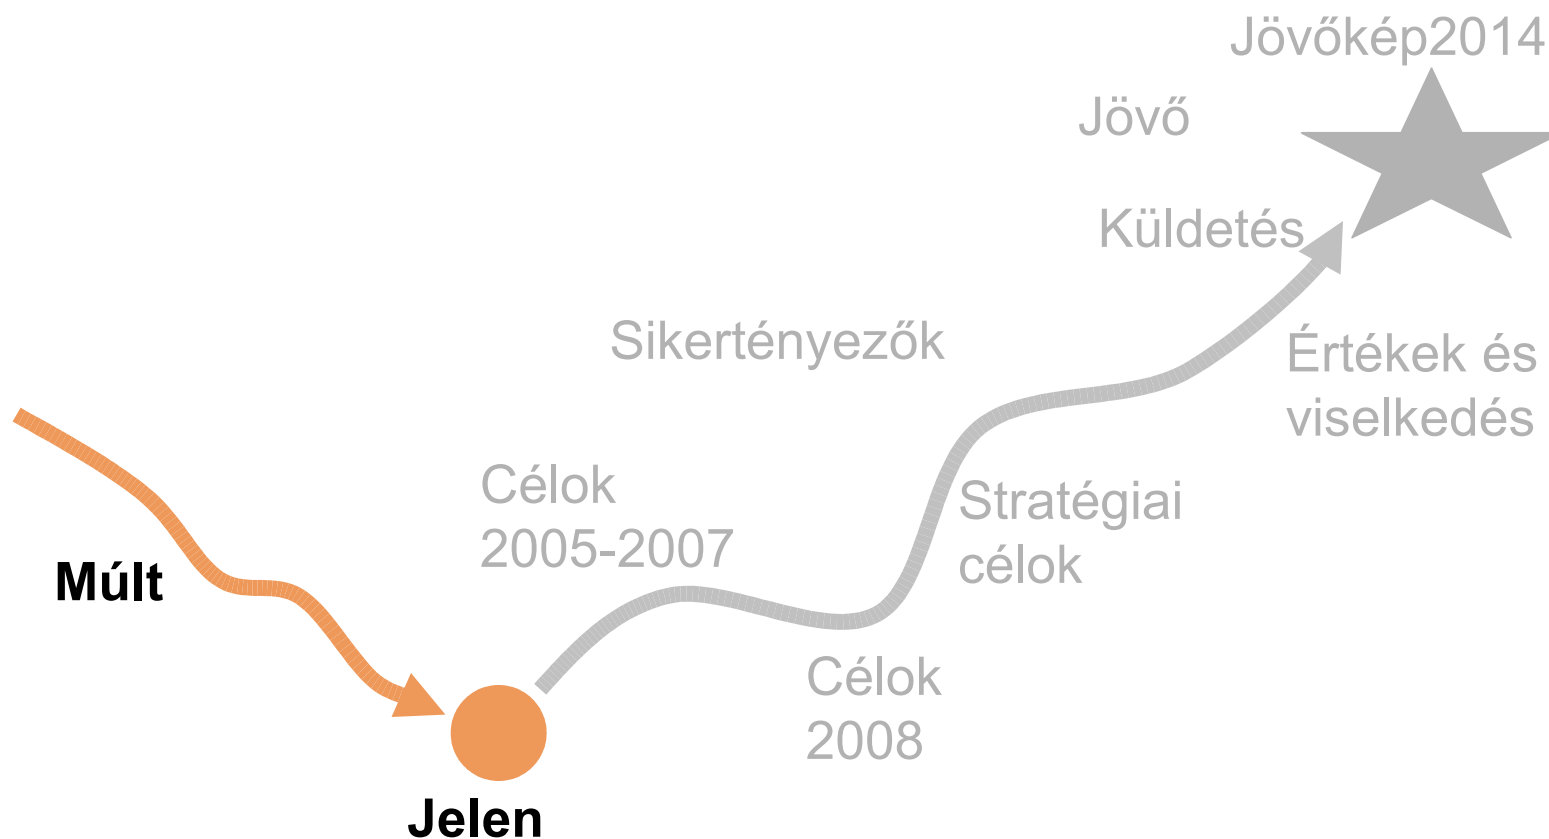 Jövőkép2014
Jövő
Küldetés
Sikertényezők
Értékek és
viselkedés
Célok
2005-2007
Stratégiai
célok
Múlt
Célok
2008
Jelen